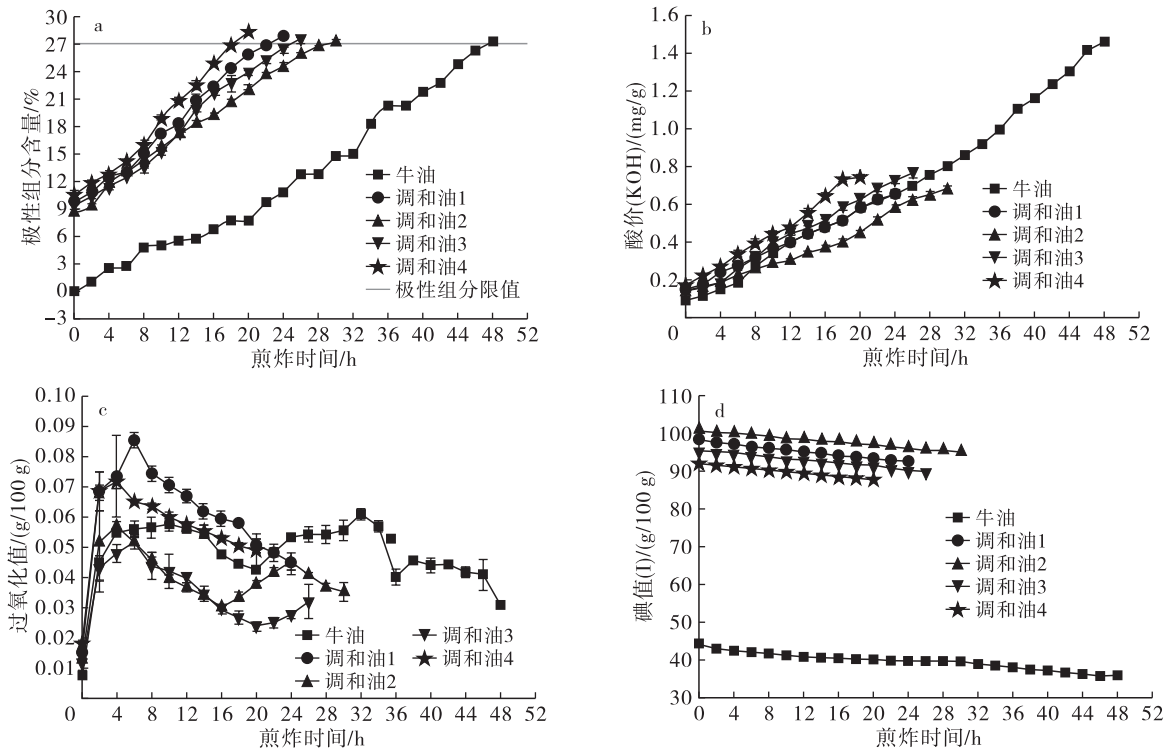 a
极性组分含量/%
30
27
24
21
18
15
12
9
6
3
0
−3
牛油
调和油1
调和油2
调和油3
调和油4
极性组分限值
0 4 8 12 16 20 24 28 32 36 40 44 48 52
煎炸时间/h
b
酸价(KOH)/(mg/g)
1.6
1.4
1.2
1.0
0.8
0.6
0.4
0.2
牛油
调和油1
调和油2
调和油3
调和油4
0 4 8 12 16 20 24 28 32 36 40 44 48 52
煎炸时间/h
c
过氧化值/(g/100 g)
0.10
0.09
0.08
0.07
0.06
0.05
0.04
0.03
0.02
0.01
牛油 调和油3
调和油1 调和油4
调和油2
0 4 8 12 16 20 24 28 32 36 40 44 48 52
煎炸时间/h
d
碘值(I)/(g/100 g)
110
100
90
80
70
60
50
40
30
牛油
调和油1
调和油2
调和油3
调和油4
0 4 8 12 16 20 24 28 32 36 40 44 48 52
煎炸时间/h